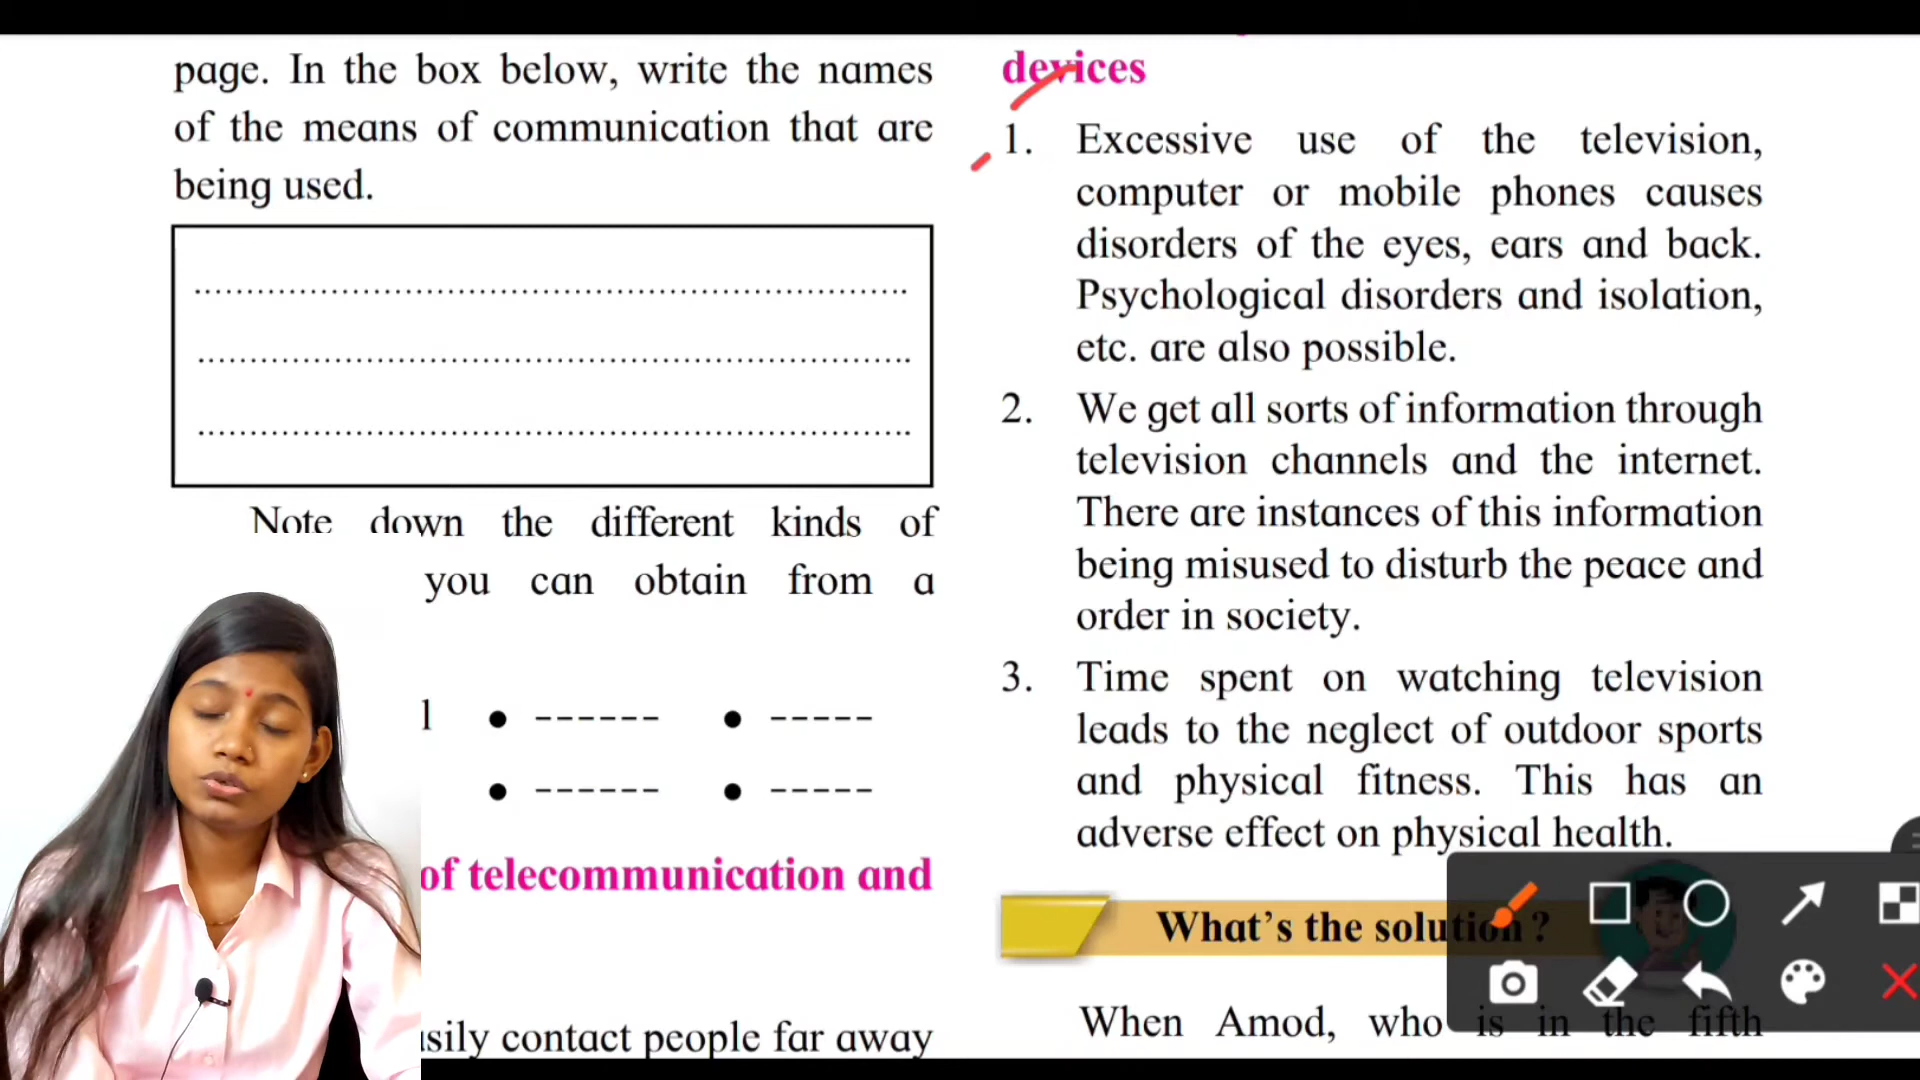 page. In the box below, write the names
of the means of communication that are
being used.
Note down the different kinds of
you can obtain from a
l • ------ • -----
• ------ • -----
of telecommunication and
sily contact people far away
devices
1. Excessive use of the television,
computer or mobile phones causes
disorders of the eyes, ears and back.
Psychological disorders and isolation,
etc. are also possible.
2. We get all sorts of information through
television channels and the internet.
There are instances of this information
being misused to disturb the peace and
order in society.
3. Time spent on watching television
leads to the neglect of outdoor sports
and physical fitness. This has an
adverse effect on physical health.
What's the solution ?
When Amod, who is in the fifth